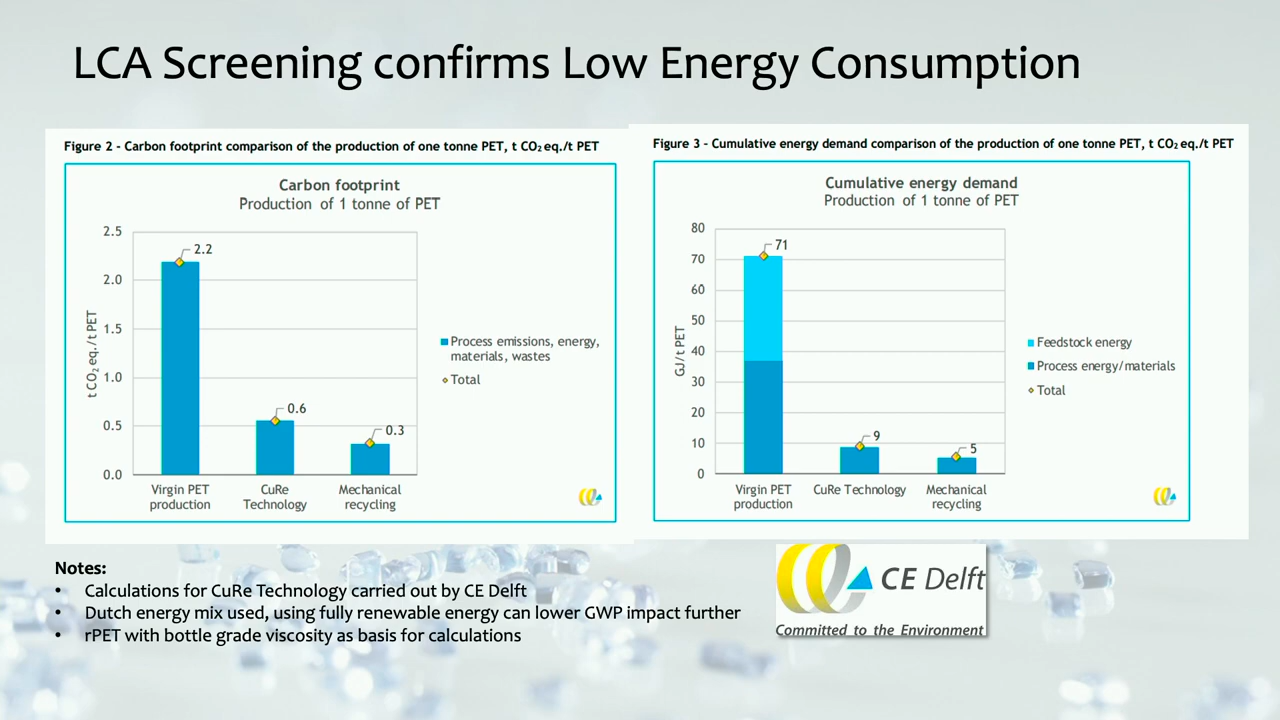 LCA Screening confirms Low Energy Consumption
Figure 2 - Carbon footprint comparison of the production of one tonne PET, t CO₂ eq./t PET
Carbon footprint
Production of 1 tonne of PET
2.5
2.0
1.5
1.0
0.5
0.0
t CO₂ eq./t PET
2.2
0.6
0.3
Virgin PET
production
CuRe
Technology
Mechanical
recycling
Process emissions, energy,
materials, wastes
Total
Figure 3 - Cumulative energy demand comparison of the production of one tonne PET, t CO₂ eq./t PET
Cumulative energy demand
Production of 1 tonne of PET
80
70
60
50
40
30
20
10
0
GJ/t PET
71
9
5
Virgin PET
production
CuRe Technology
Mechanical
recycling
Feedstock energy
Process energy/materials
Total
Notes:
• Calculations for CuRe Technology carried out by CE Delft
• Dutch energy mix used, using fully renewable energy can lower GWP impact further
• rPET with bottle grade viscosity as basis for calculations
CE Delft
Committed to the Environment